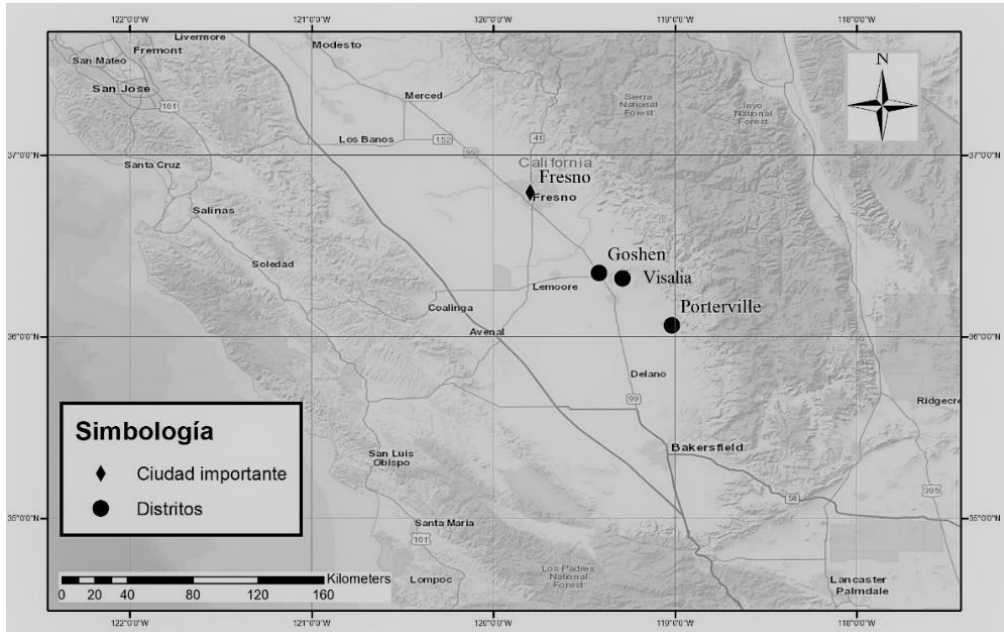 122°0'0"W 121°0'0"W 120°0'0"W 119°0'0"W 118°0'0"W
Livermore
Modesto
Fremont
San Mateo
San Jose
101
Merced
Los Banos
152
99
41
Sierra
National
Forest
Inyo
National
Forest
N
37°0'0"N 37°0'0"N
Santa Cruz
California
Fresno
Fresno
Salinas
Soledad
Goshen
Visalia
Lemoore
Coalinga
Porterville
Avenal
36°0'0"N 36°0'0"N
Delano
99
Ridgecre
Bakersfield
San Luis
Obispo
58
395
Simbología
Ciudad importante
Distritos
35°0'0"N 35°0'0"N
Santa Maria
101
Los Padres
National
Forest
Lompoc
Lancaster
Palmdale
Kilometers
0 20 40 80 120 160
122°0'0"W 121°0'0"W 120°0'0"W 119°0'0"W 118°0'0"W